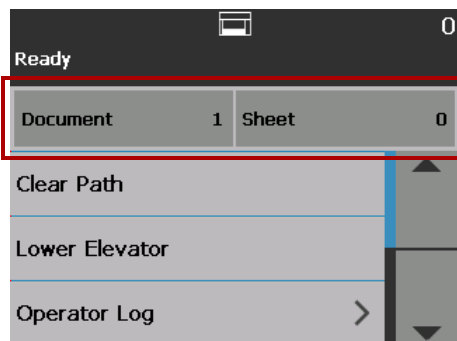 0
Ready
Document 1 Sheet 0
Clear Path
Lower Elevator
Operator Log